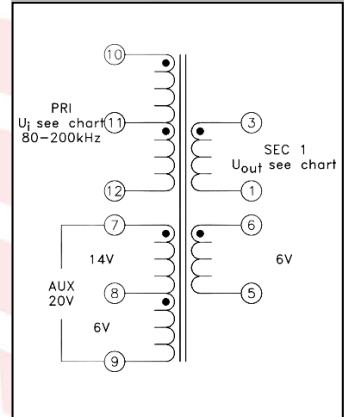 10
PRI
Ui see chart
80-200kHz
11
12
3
SEC 1
Uout see chart
1
7
14V
8
AUX
20V
6V
9
6
6V
5